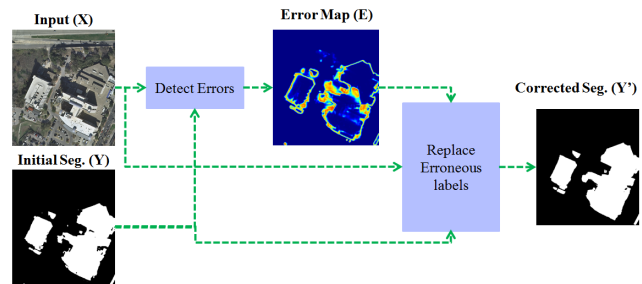 Input (X)
Error Map (E)
Detect Errors
Corrected Seg. (Y’)
Initial Seg. (Y)
Replace
Erroneous
labels